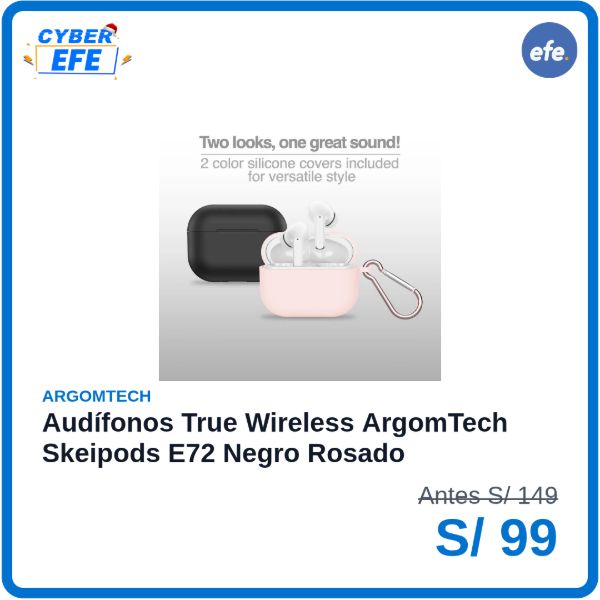 CYBER
EFE
efe.
Two looks, one great sound!
2 color silicone covers included
for versatile style
ARGOMTECH
Audífonos True Wireless ArgomTech
Skeipods E72 Negro Rosado
Antes S/ 149
S/ 99